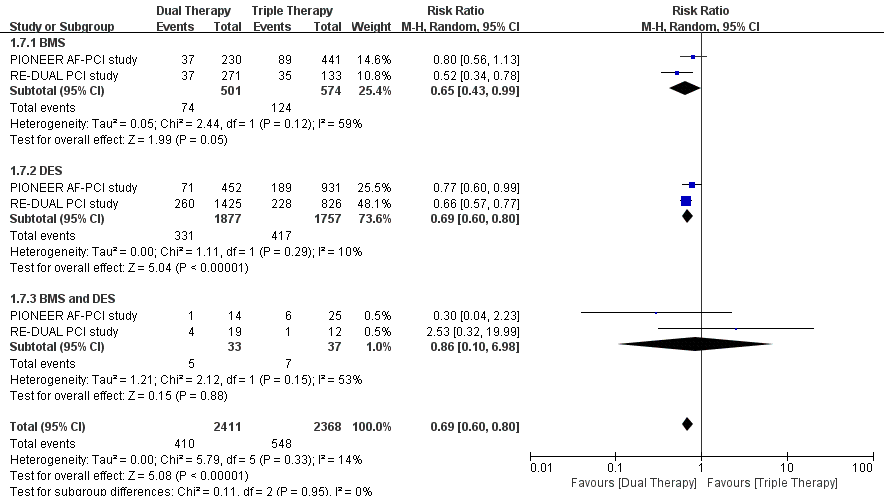 Dual Therapy Triple Therapy Risk Ratio Risk Ratio
Study or Subgroup Events Total Events Total Weight M-H, Random, 95% CI M-H, Random, 95% CI
1.7.1 BMS
PIONEER AF-PCI study 37 230 89 441 14.6% 0.80 [0.56, 1.13]
RE-DUAL PCI study 37 271 35 133 10.8% 0.52 [0.34, 0.78]
Subtotal (95% CI) 501 574 25.4% 0.65 [0.43, 0.99]
Total events 74 124
Heterogeneity: Tau² = 0.05; Chi² = 2.44, df = 1 (P = 0.12); I² = 59%
Test for overall effect: Z = 1.99 (P = 0.05)
1.7.2 DES
PIONEER AF-PCI study 71 452 189 931 25.5% 0.77 [0.60, 0.99]
RE-DUAL PCI study 260 1425 228 826 48.1% 0.66 [0.57, 0.77]
Subtotal (95% CI) 1877 1757 73.6% 0.69 [0.60, 0.80]
Total events 331 417
Heterogeneity: Tau² = 0.00; Chi² = 1.11, df = 1 (P = 0.29); I² = 10%
Test for overall effect: Z = 5.04 (P < 0.00001)
1.7.3 BMS and DES
PIONEER AF-PCI study 1 14 6 25 0.5% 0.30 [0.04, 2.23]
RE-DUAL PCI study 4 19 1 12 0.5% 2.53 [0.32, 19.99]
Subtotal (95% CI) 33 37 1.0% 0.86 [0.10, 6.98]
Total events 5 7
Heterogeneity: Tau² = 1.21; Chi² = 2.12, df = 1 (P = 0.15); I² = 53%
Test for overall effect: Z = 0.15 (P = 0.88)
Total (95% CI) 2411 2368 100.0% 0.69 [0.60, 0.80]
Total events 410 548
Heterogeneity: Tau² = 0.00; Chi² = 5.79, df = 5 (P = 0.33); I² = 14%
Test for overall effect: Z = 5.08 (P < 0.00001)
Test for subgroup differences: Chi² = 0.11, df = 2 (P = 0.95), I² = 0%
0.01 0.1 1 10 100
Favours [Dual Therapy] Favours [Triple Therapy]